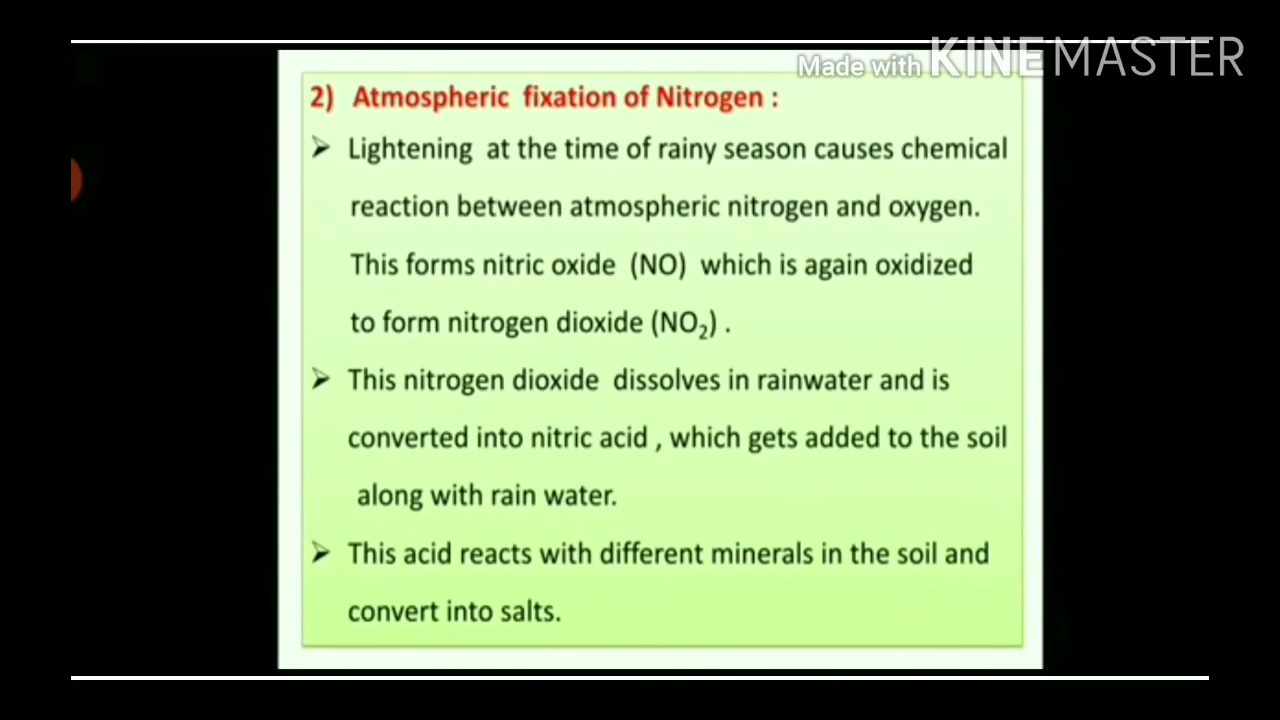 Made with KINEMASTER
2) Atmospheric fixation of Nitrogen :
➢ Lightening at the time of rainy season causes chemical
reaction between atmospheric nitrogen and oxygen.
This forms nitric oxide (NO) which is again oxidized
to form nitrogen dioxide (NO₂) .
➢ This nitrogen dioxide dissolves in rainwater and is
converted into nitric acid , which gets added to the soil
along with rain water.
➢ This acid reacts with different minerals in the soil and
convert into salts.